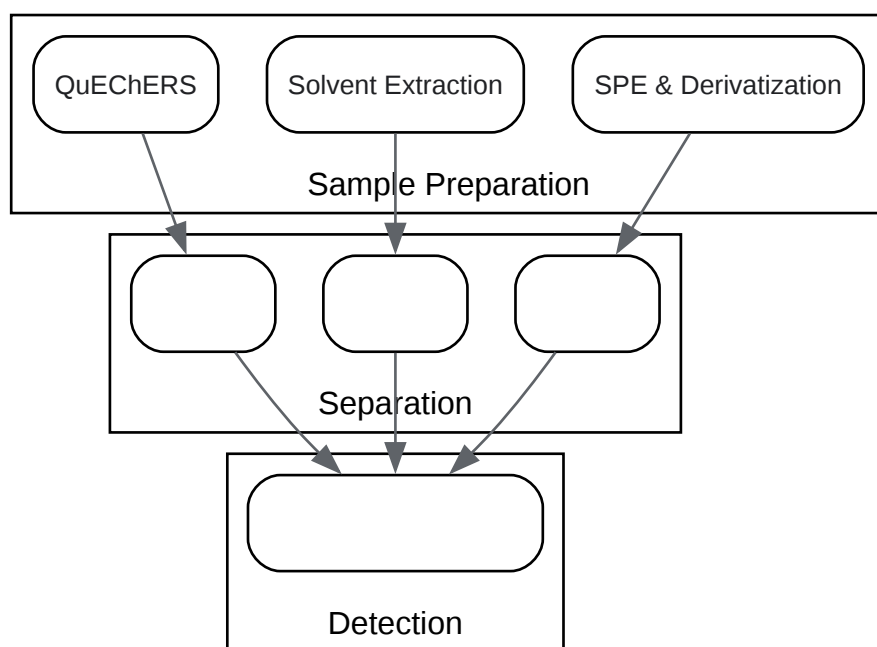 QuEChERS
Solvent Extraction
SPE & Derivatization
Sample Preparation
Separation
Detection